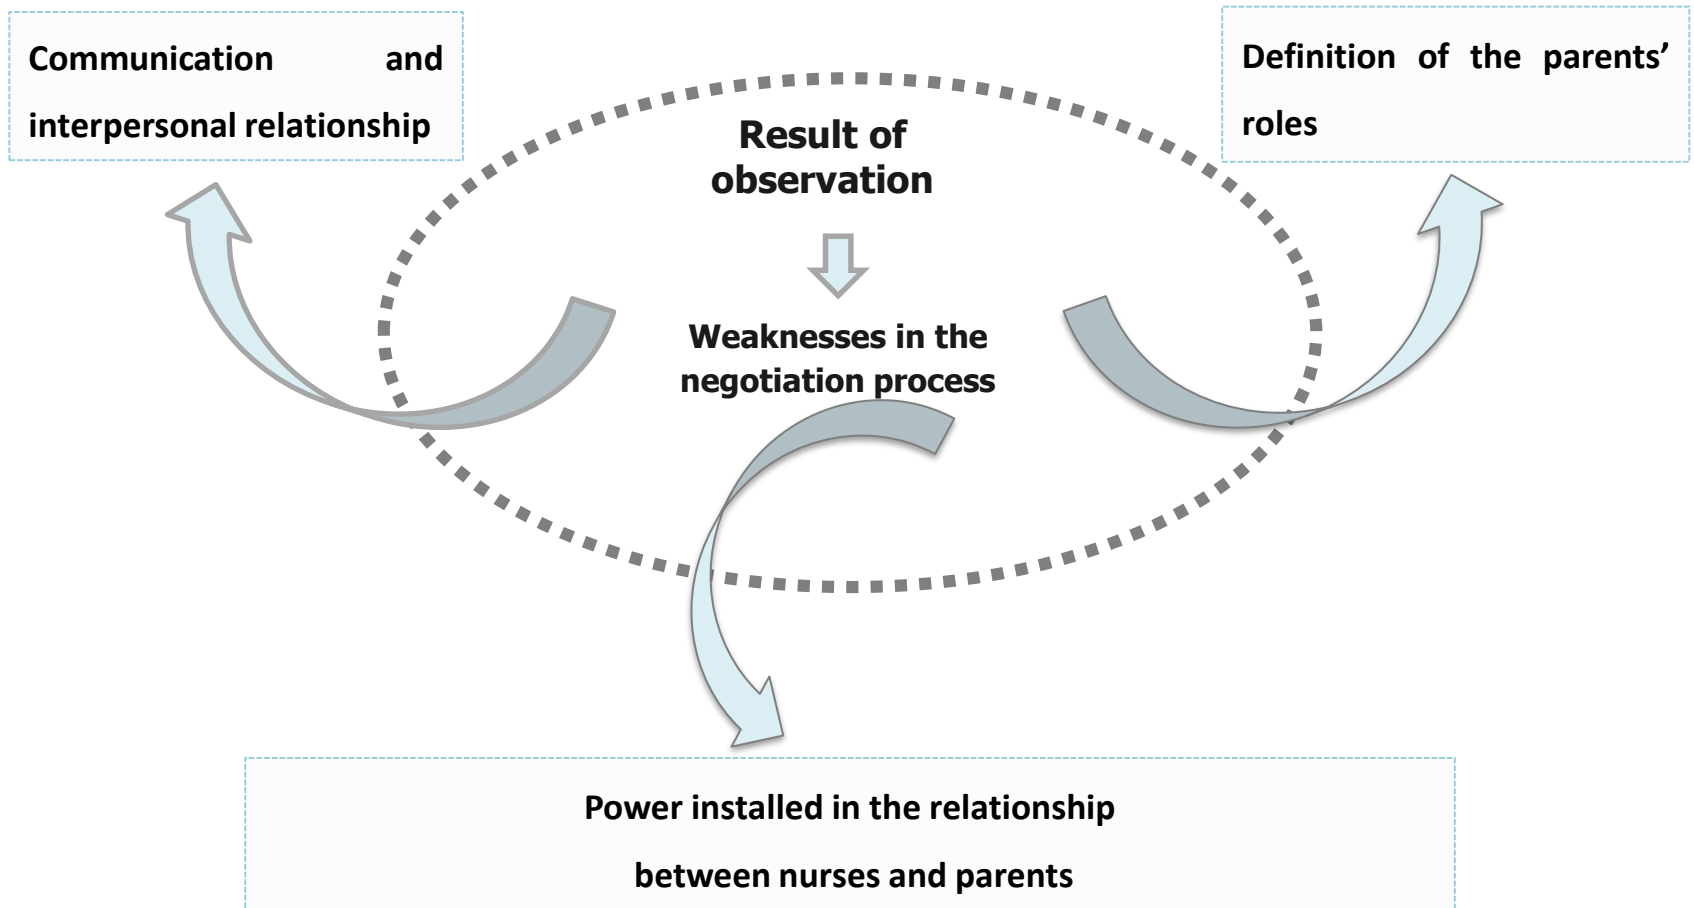 Communication and
interpersonal relationship
Definition of the parents’
roles
Result of
observation
Weaknesses in the
negotiation process
Power installed in the relationship
between nurses and parents